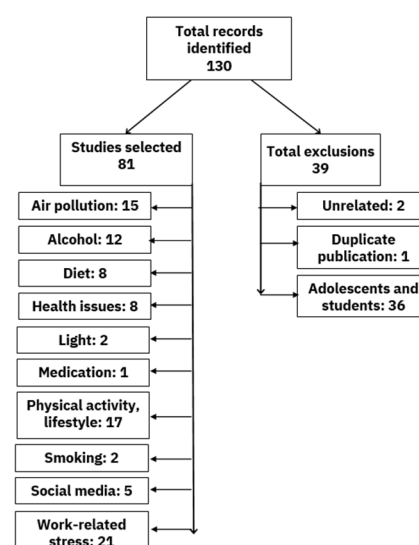 Total records
identified
130
Studies selected
81
Total exclusions
39
Air pollution: 15
Alcohol: 12
Diet: 8
Health issues: 8
Light: 2
Medication: 1
Physical activity,
lifestyle: 17
Smoking: 2
Social media: 5
Work-related
stress: 21
Unrelated: 2
Duplicate
publication: 1
Adolescents and
students: 36